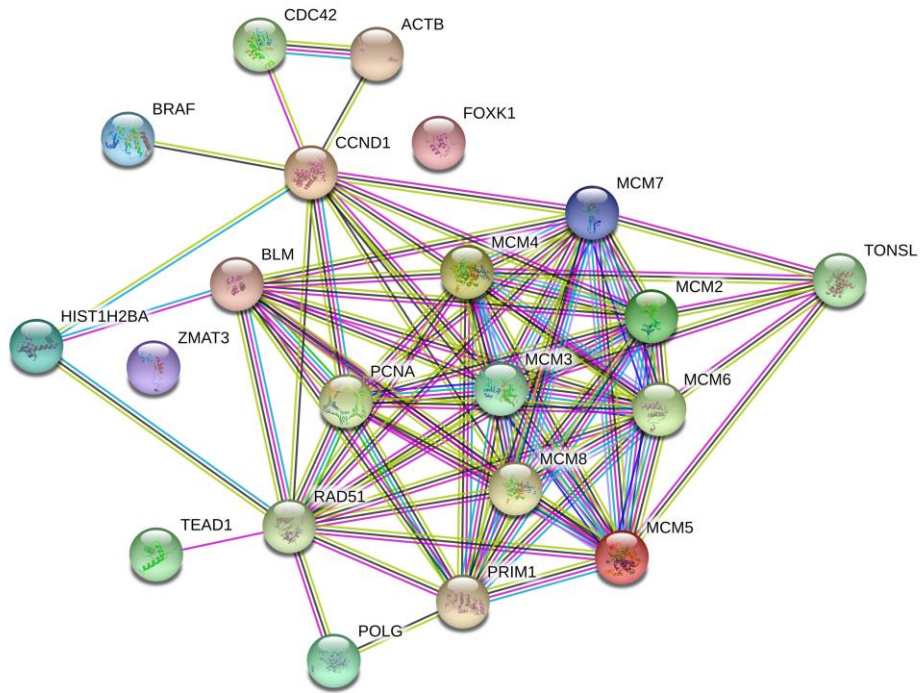 CDC42
ACTB
BRAF
FOXK1
CCND1
MCM7
MCM4
TONSL
BLM
MCM2
HIST1H2BA
ZMAT3
PCNA
MCM3
MCM6
MCM8
RAD51
MCM5
TEAD1
PRIM1
POLG